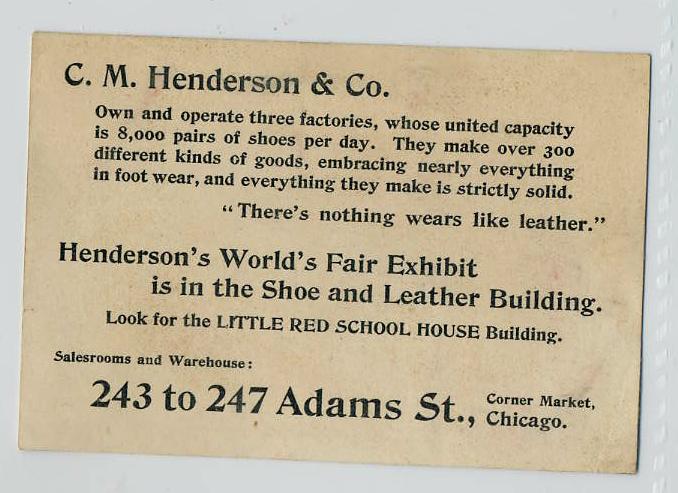 C. M. Henderson & Co.
Own and operate three factories, whose united capacity
is 8,000 pairs of shoes per day. They make over 300
different kinds of goods, embracing nearly everything
in foot wear, and everything they make is strictly solid.
“There's nothing wears like leather.”
Henderson's World's Fair Exhibit
is in the Shoe and Leather Building.
Look for the LITTLE RED SCHOOL HOUSE Building.
Salesrooms and Warehouse:
243 to 247 Adams St., Corner Market,
Chicago.